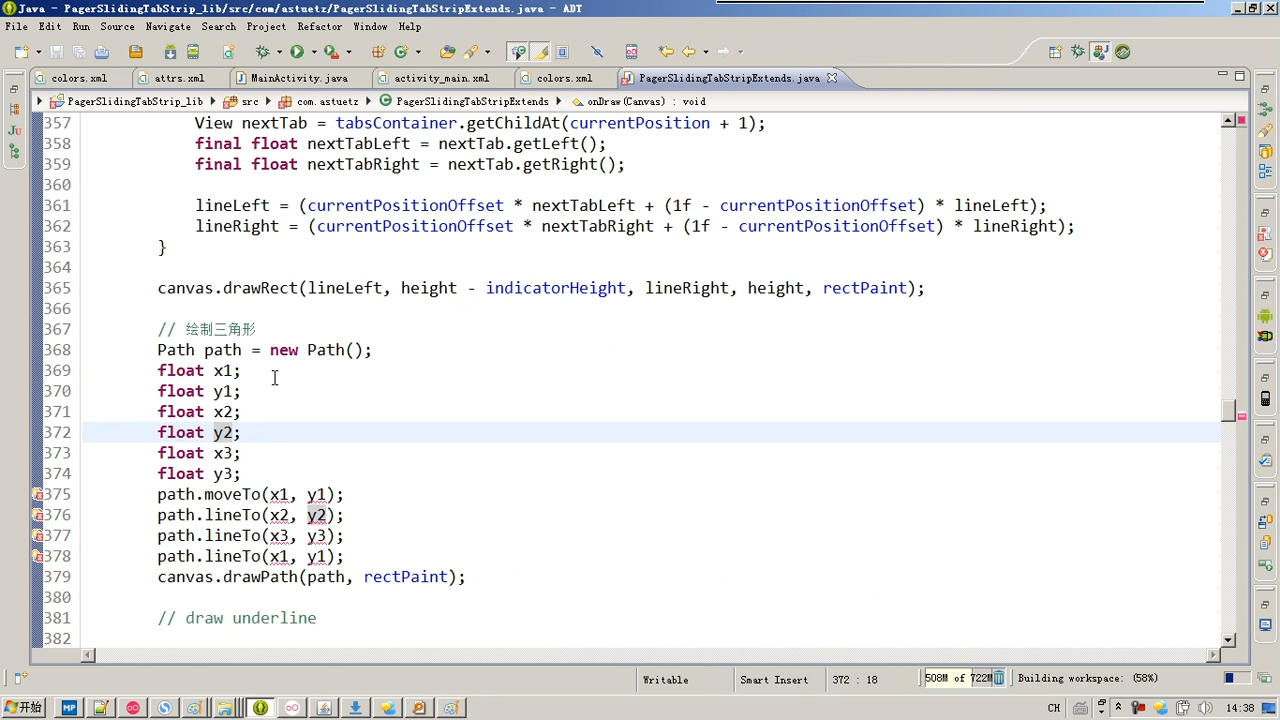 Java - PagerSlidingTabStrip_lib/src/com/astuetz/PagerSlidingTabStripExtends.java - ADT
File Edit Run Source Navigate Search Project Refactor Window Help
colors.xml attrs.xml MainActivity.java activity_main.xml colors.xml PagerSlidingTabStripExtends.java
PagerSlidingTabStrip_lib src com.astuetz PagerSlidingTabStripExtends onDraw(Canvas) : void
357 View nextTab = tabsContainer.getChildAt(currentPosition + 1);
358 final float nextTabLeft = nextTab.getLeft();
359 final float nextTabRight = nextTab.getRight();
360
361 lineLeft = (currentPositionOffset * nextTabLeft + (1f - currentPositionOffset) * lineLeft);
362 lineRight = (currentPositionOffset * nextTabRight + (1f - currentPositionOffset) * lineRight);
363 }
364
365 canvas.drawRect(lineLeft, height - indicatorHeight, lineRight, height, rectPaint);
366
367 // 绘制三角形
368 Path path = new Path();
369 float x1;
370 float y1;
371 float x2;
372 float y2;
373 float x3;
374 float y3;
375 path.moveTo(x1, y1);
376 path.lineTo(x2, y2);
377 path.lineTo(x3, y3);
378 path.lineTo(x1, y1);
379 canvas.drawPath(path, rectPaint);
380
381 // draw underline
382
Writable Smart Insert 372 : 18 508M of 722M Building workspace: (58%)
开始 CH 14:38